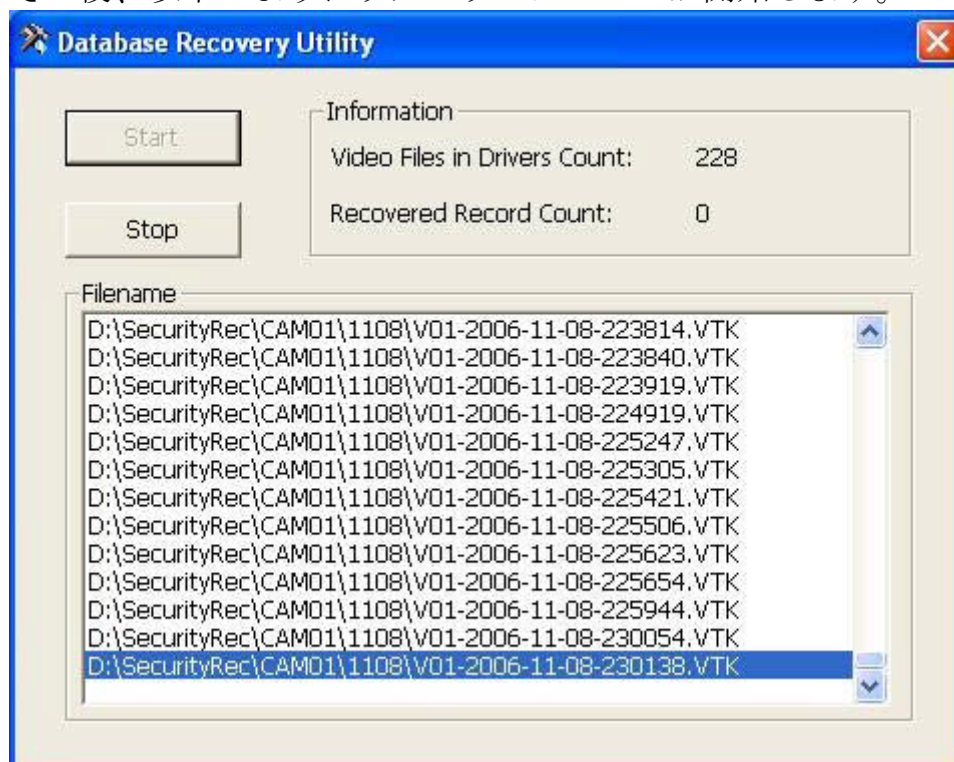 Database Recovery Utility
Start
Information
Video Files in Drivers Count: 228
Recovered Record Count: 0
Stop
Filename
D:\SecurityRec\CAM01\1108\V01-2006-11-08-223814.VTK
D:\SecurityRec\CAM01\1108\V01-2006-11-08-223840.VTK
D:\SecurityRec\CAM01\1108\V01-2006-11-08-223919.VTK
D:\SecurityRec\CAM01\1108\V01-2006-11-08-224919.VTK
D:\SecurityRec\CAM01\1108\V01-2006-11-08-225247.VTK
D:\SecurityRec\CAM01\1108\V01-2006-11-08-225305.VTK
D:\SecurityRec\CAM01\1108\V01-2006-11-08-225421.VTK
D:\SecurityRec\CAM01\1108\V01-2006-11-08-225506.VTK
D:\SecurityRec\CAM01\1108\V01-2006-11-08-225623.VTK
D:\SecurityRec\CAM01\1108\V01-2006-11-08-225654.VTK
D:\SecurityRec\CAM01\1108\V01-2006-11-08-225944.VTK
D:\SecurityRec\CAM01\1108\V01-2006-11-08-230054.VTK
D:\SecurityRec\CAM01\1108\V01-2006-11-08-230138.VTK